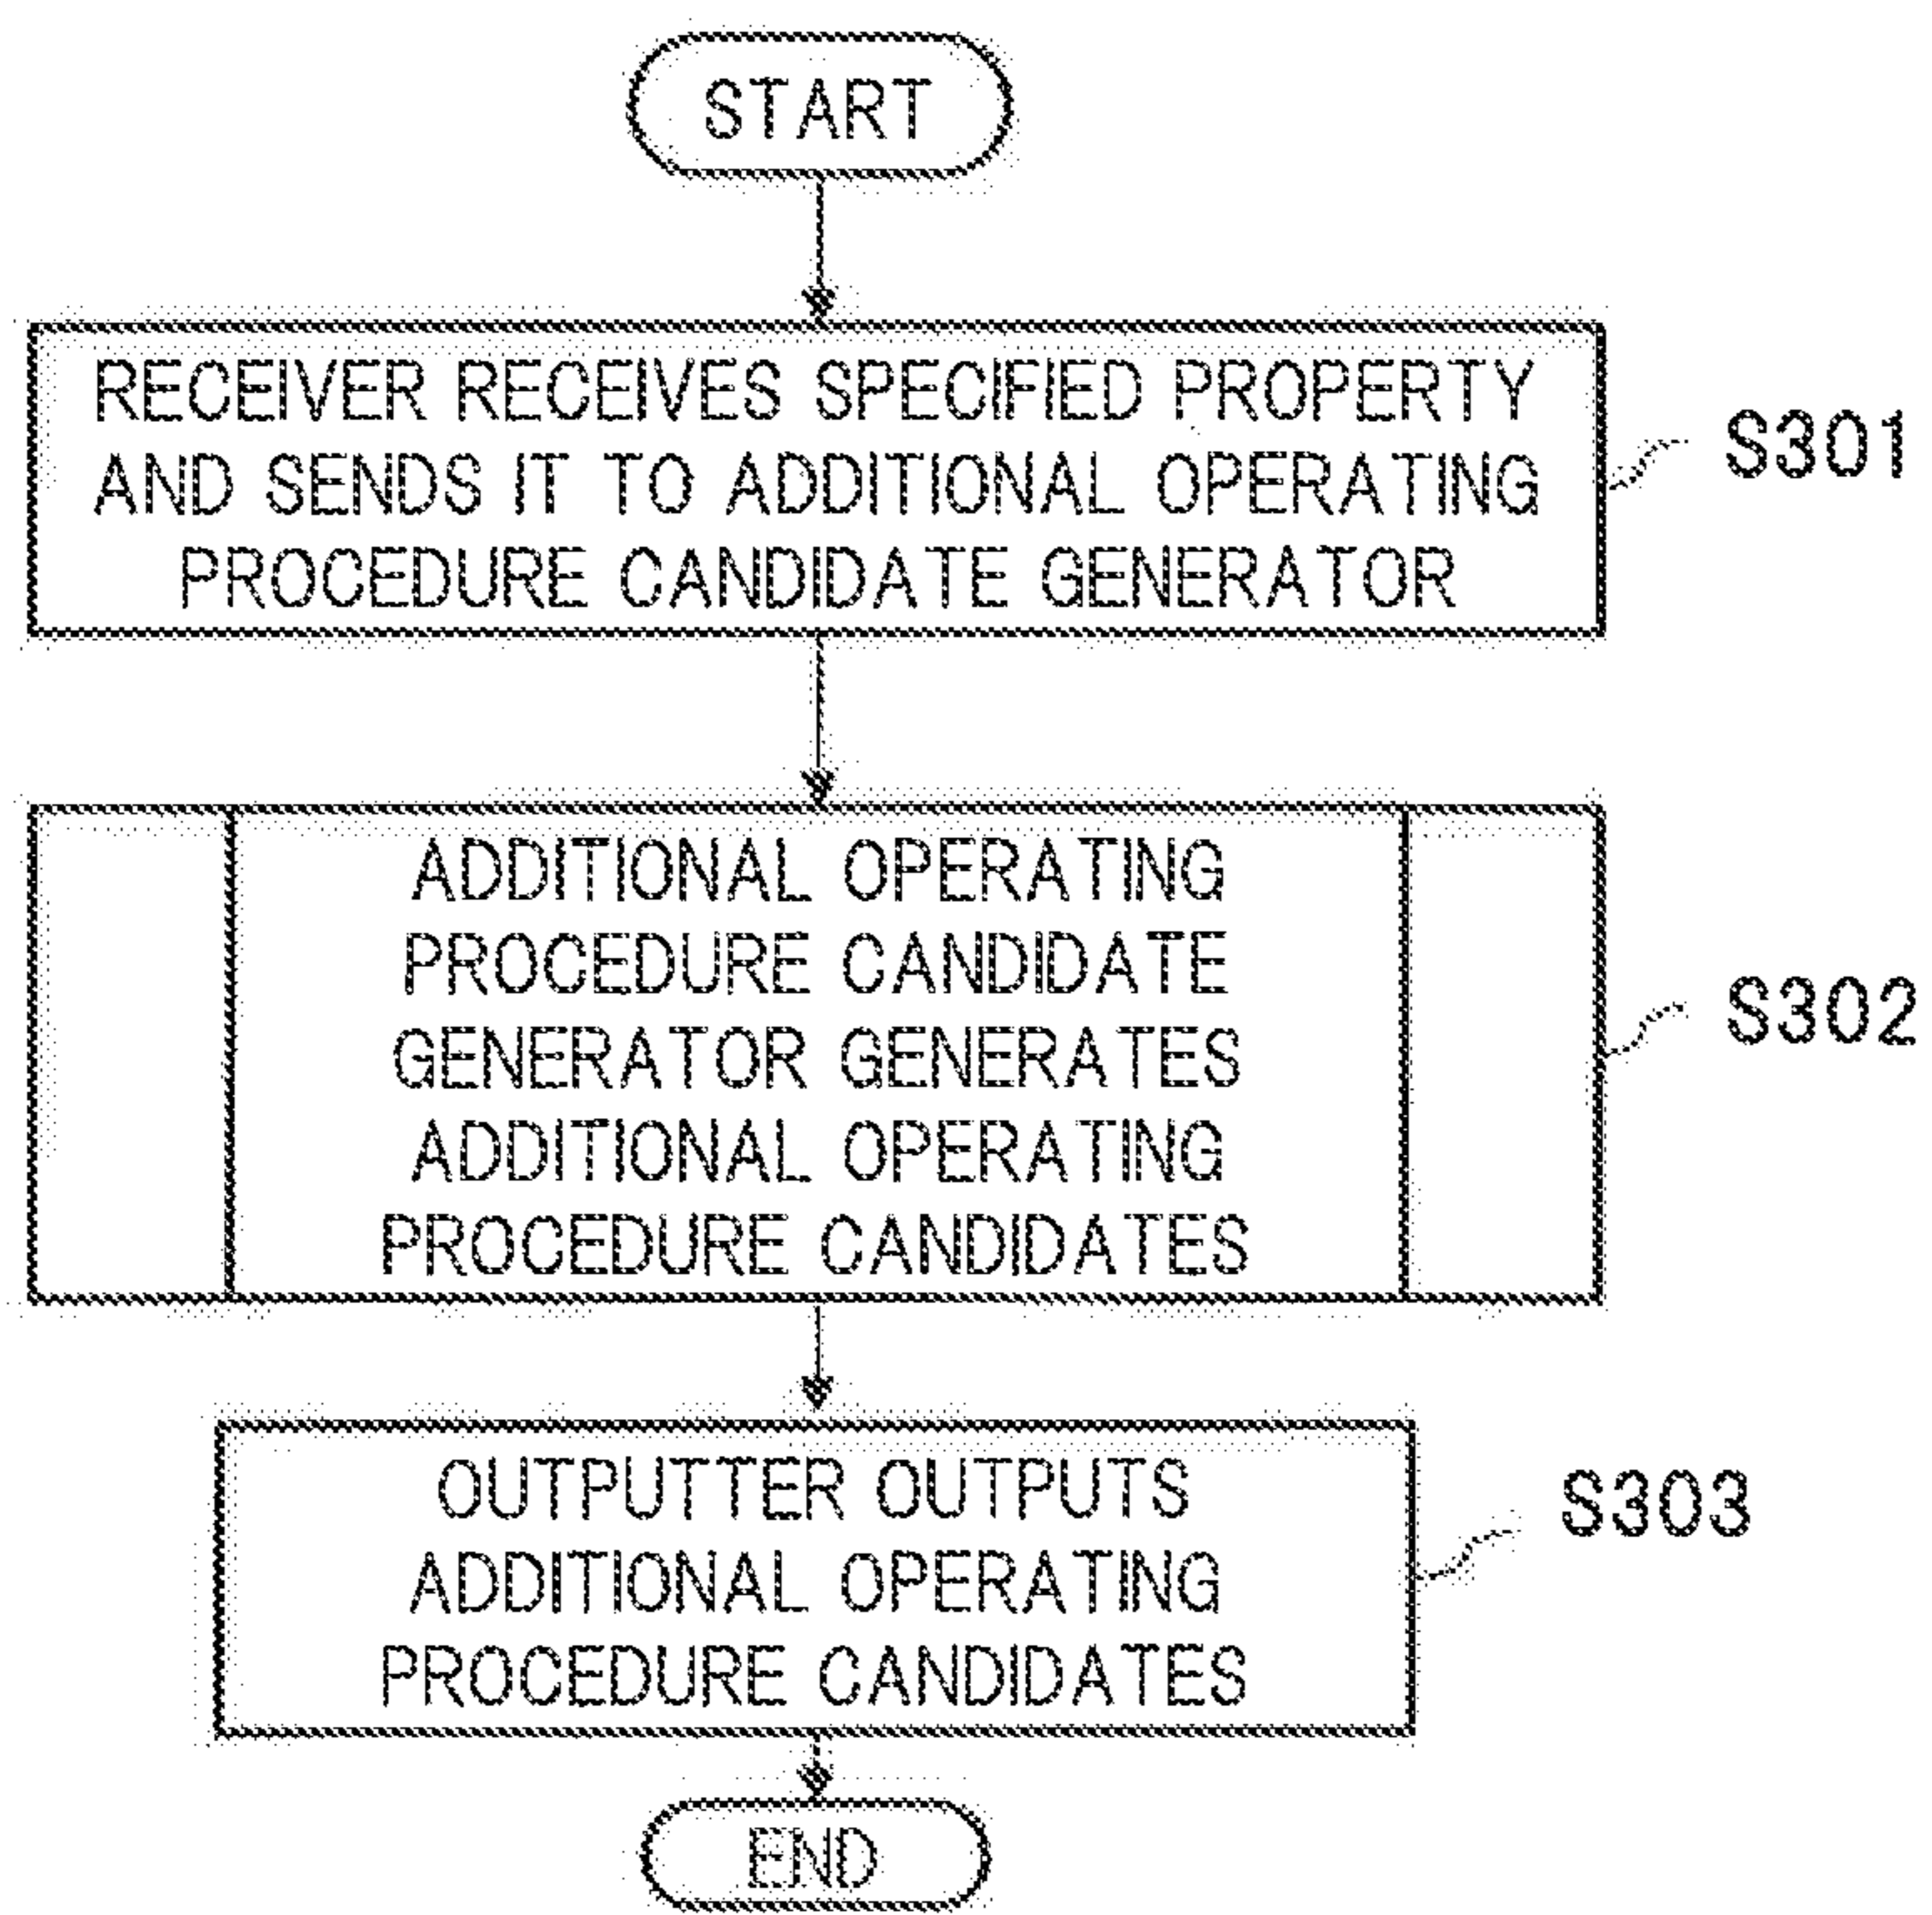 START
RECEIVER RECEIVES SPECIFIED PROPERTY
AND SENDS IT TO ADDITIONAL OPERATING
PROCEDURE CANDIDATE GENERATOR
S301
ADDITIONAL OPERATING
PROCEDURE CANDIDATE
GENERATOR GENERATES
ADDITIONAL OPERATING
PROCEDURE CANDIDATES
S302
OUTPUTTER OUTPUTS
ADDITIONAL OPERATING
PROCEDURE CANDIDATES
S303
END